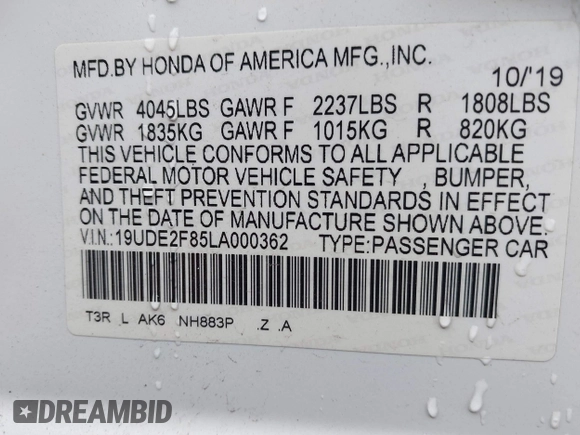 MFD.BY HONDA OF AMERICA MFG.,INC.
10/'19
GVWR 4045LBS GAWR F 2237LBS R 1808LBS
GVWR 1835KG GAWR F 1015KG R 820KG
THIS VEHICLE CONFORMS TO ALL APPLICABLE
FEDERAL MOTOR VEHICLE SAFETY , BUMPER,
AND THEFT PREVENTION STANDARDS IN EFFECT
ON THE DATE OF MANUFACTURE SHOWN ABOVE.
V.I.N.:19UDE2F85LA000362 TYPE:PASSENGER CAR
T3R L AK6 NH883P Z .A
DREAMBID